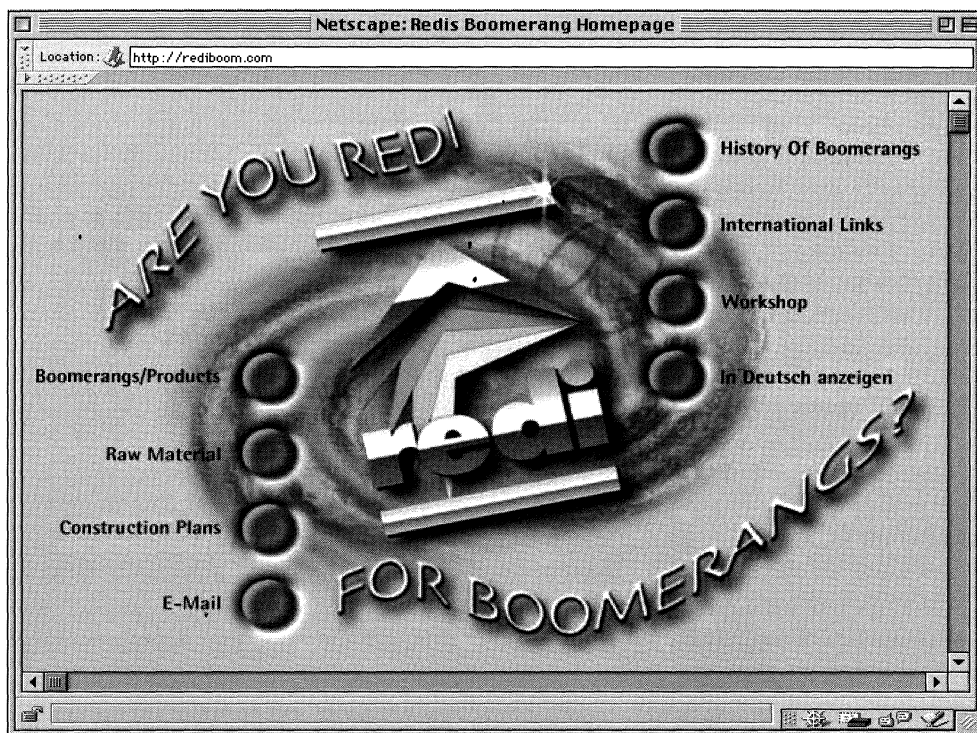 Netscape: Redis Boomerang Homepage
Location: http://rediboom.com
ARE YOU REDI
History Of Boomerangs
International Links
Workshop
In Deutsch anzeigen
Boomerangs/Products
Raw Material
Construction Plans
E-Mail
redi
FOR BOOMERANGS?